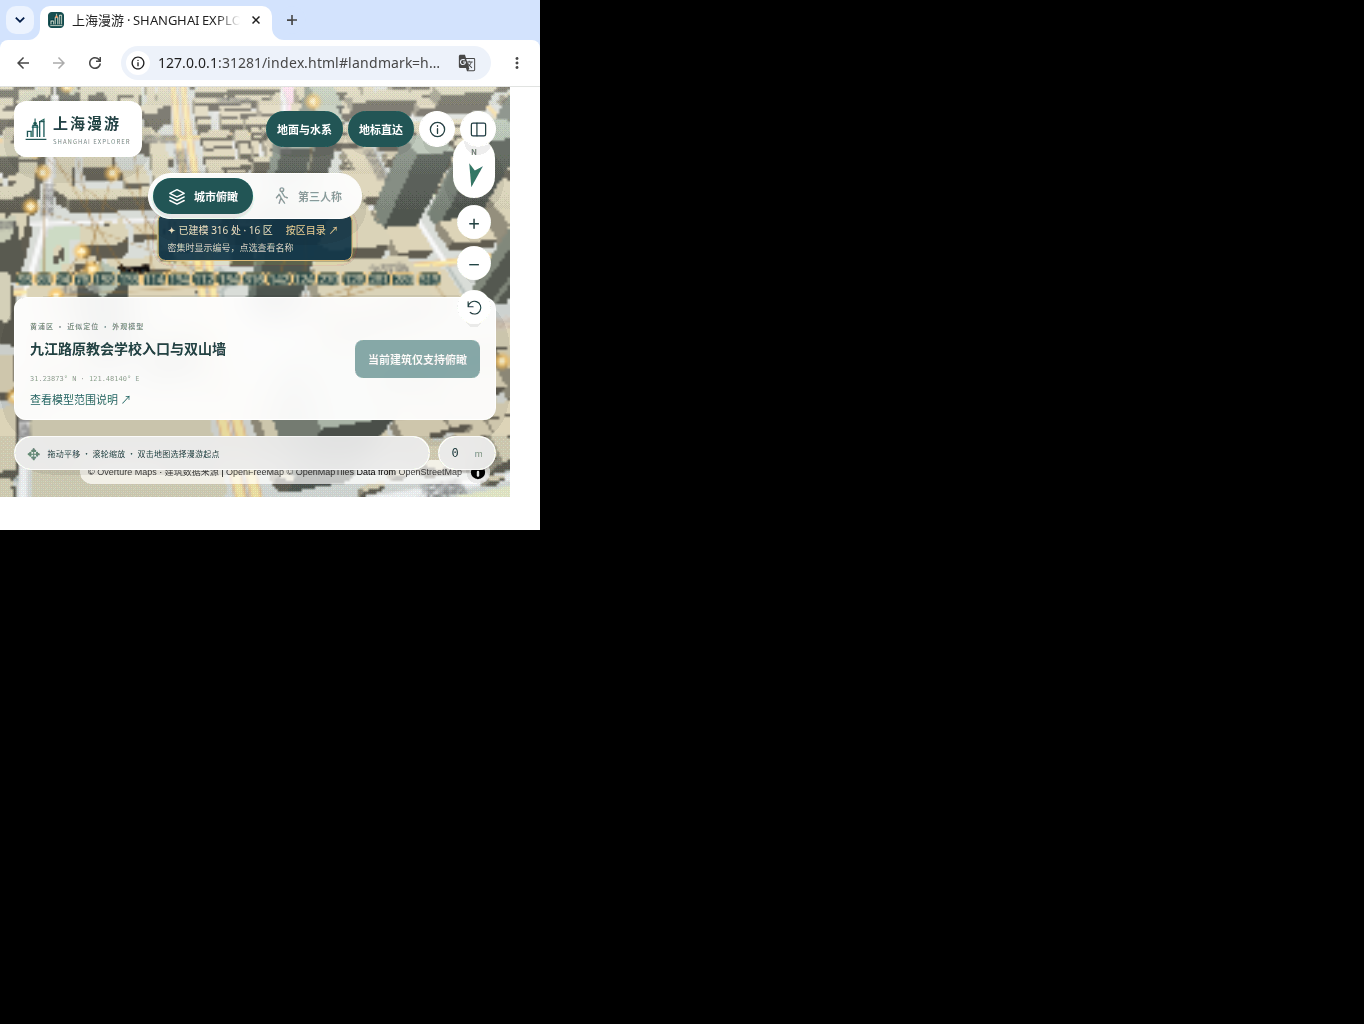 上海漫游 · SHANGHAI EXPLO
127.0.0.1:31281/index.html#landmark=h...
上海漫游
SHANGHAI EXPLORER
地面与水系
地标直达
N
城市俯瞰
第三人称
✦ 已建模 316 处 · 16 区 按区目录 ↗
密集时显示编号，点选查看名称
黄浦区 · 近似定位 · 外观模型
九江路原教会学校入口与双山墙
当前建筑仅支持俯瞰
31.23873° N · 121.48140° E
查看模型范围说明 ↗
拖动平移 · 滚轮缩放 · 双击地图选择漫游起点
0 m
© Overture Maps · 建筑数据来源 | OpenFreeMap © OpenMapTiles Data from OpenStreetMap